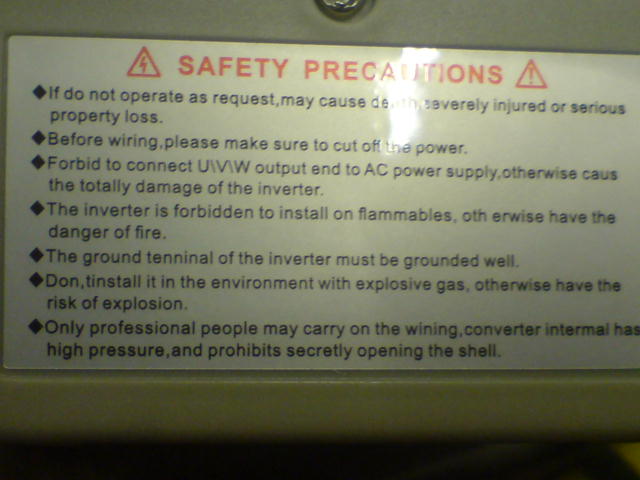 SAFETY PRECAUTIONS
◆If do not operate as request,may cause death,severely injured or serious
property loss.
◆Before wiring,please make sure to cut off the power.
◆Forbid to connect U\V\W output end to AC power supply,otherwise caus
the totally damage of the inverter.
◆The inverter is forbidden to install on flammables, oth erwise have the
danger of fire.
◆The ground tenninal of the inverter must be grounded well.
◆Don,tinstall it in the environment with explosive gas, otherwise have the
risk of explosion.
◆Only professional people may carry on the wining,converter intermal has
high pressure,and prohibits secretly opening the shell.